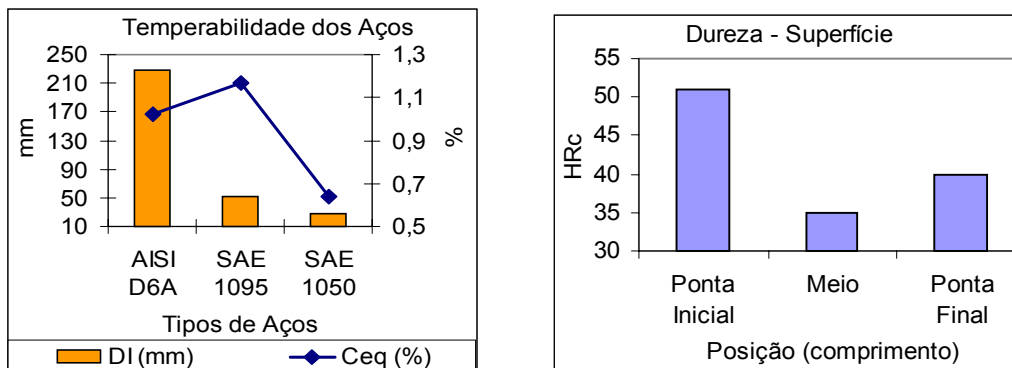 Temperabilidade dos Aços
250
210
170
130
90
50
10
mm
1,3
1,1
0,9
0,7
0,5
%
AISI D6A
SAE 1095
SAE 1050
Tipos de Aços
DI (mm)
Ceq (%)
Dureza - Superfície
55
50
45
40
35
30
HRc
Ponta Inicial
Meio
Ponta Final
Posição (comprimento)